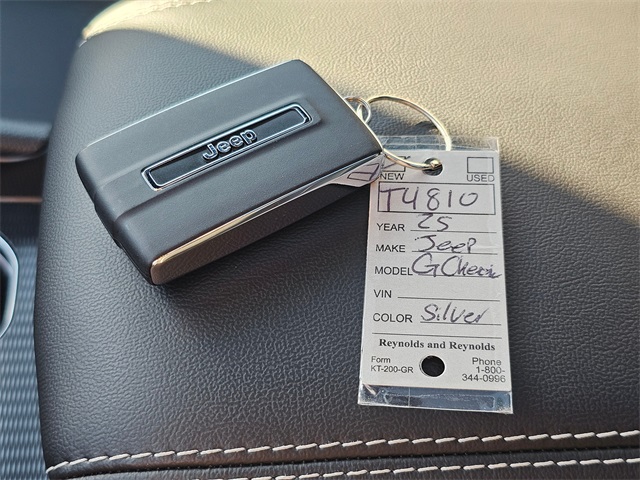 Jeep
NEW USED
T4810
YEAR 25
MAKE Jeep
MODEL G Cherk
VIN
COLOR Silver
Reynolds and Reynolds
Form Phone
KT-200-GR 1-800-
344-0996